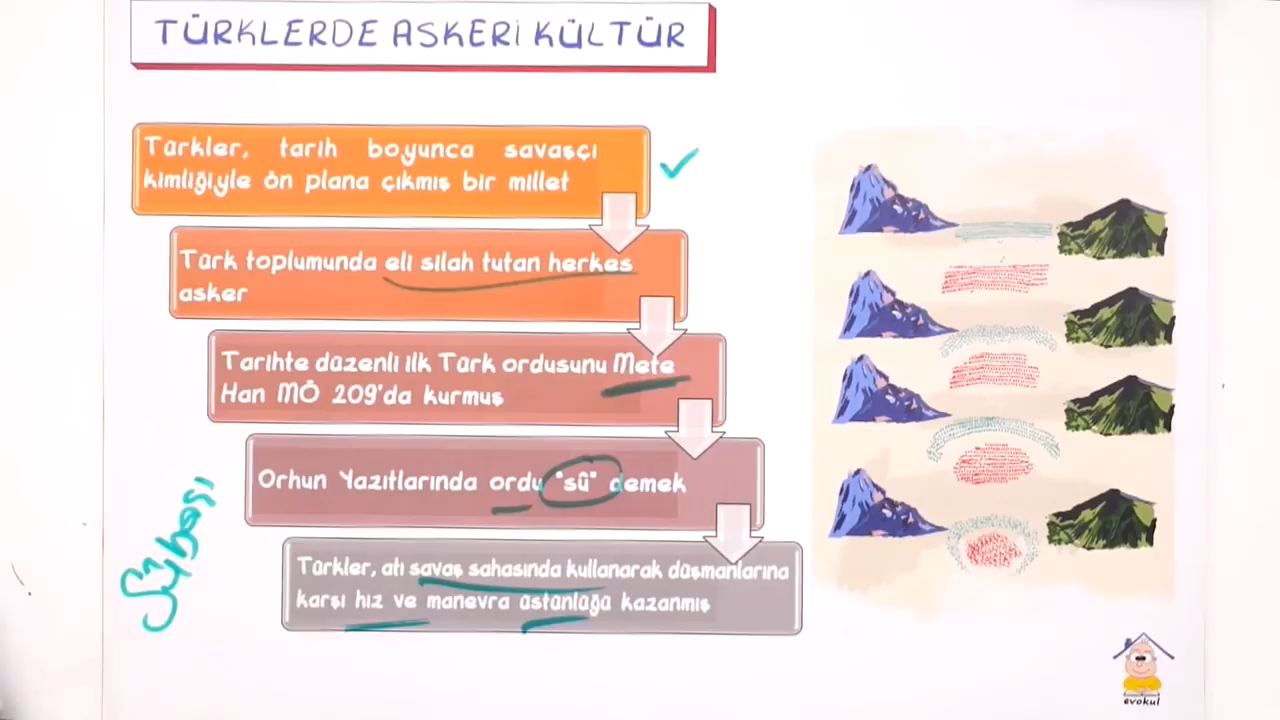 TÜRKLERDE ASKERİ KÜLTÜR
Türkler, tarih boyunca savaşçı
kimliğiyle ön plana çıkmış bir millet
Türk toplumunda eli silah tutan herkes
asker
Tarihte düzenli ilk Türk ordusunu Mete
Han MÖ 209'da kurmuş
Orhun Yazıtlarında ordu "sü" demek
Türkler, atı savaş sahasında kullanarak düşmanlarına
karşı hız ve manevra üstünlüğü kazanmış
Sübaşı
evokul